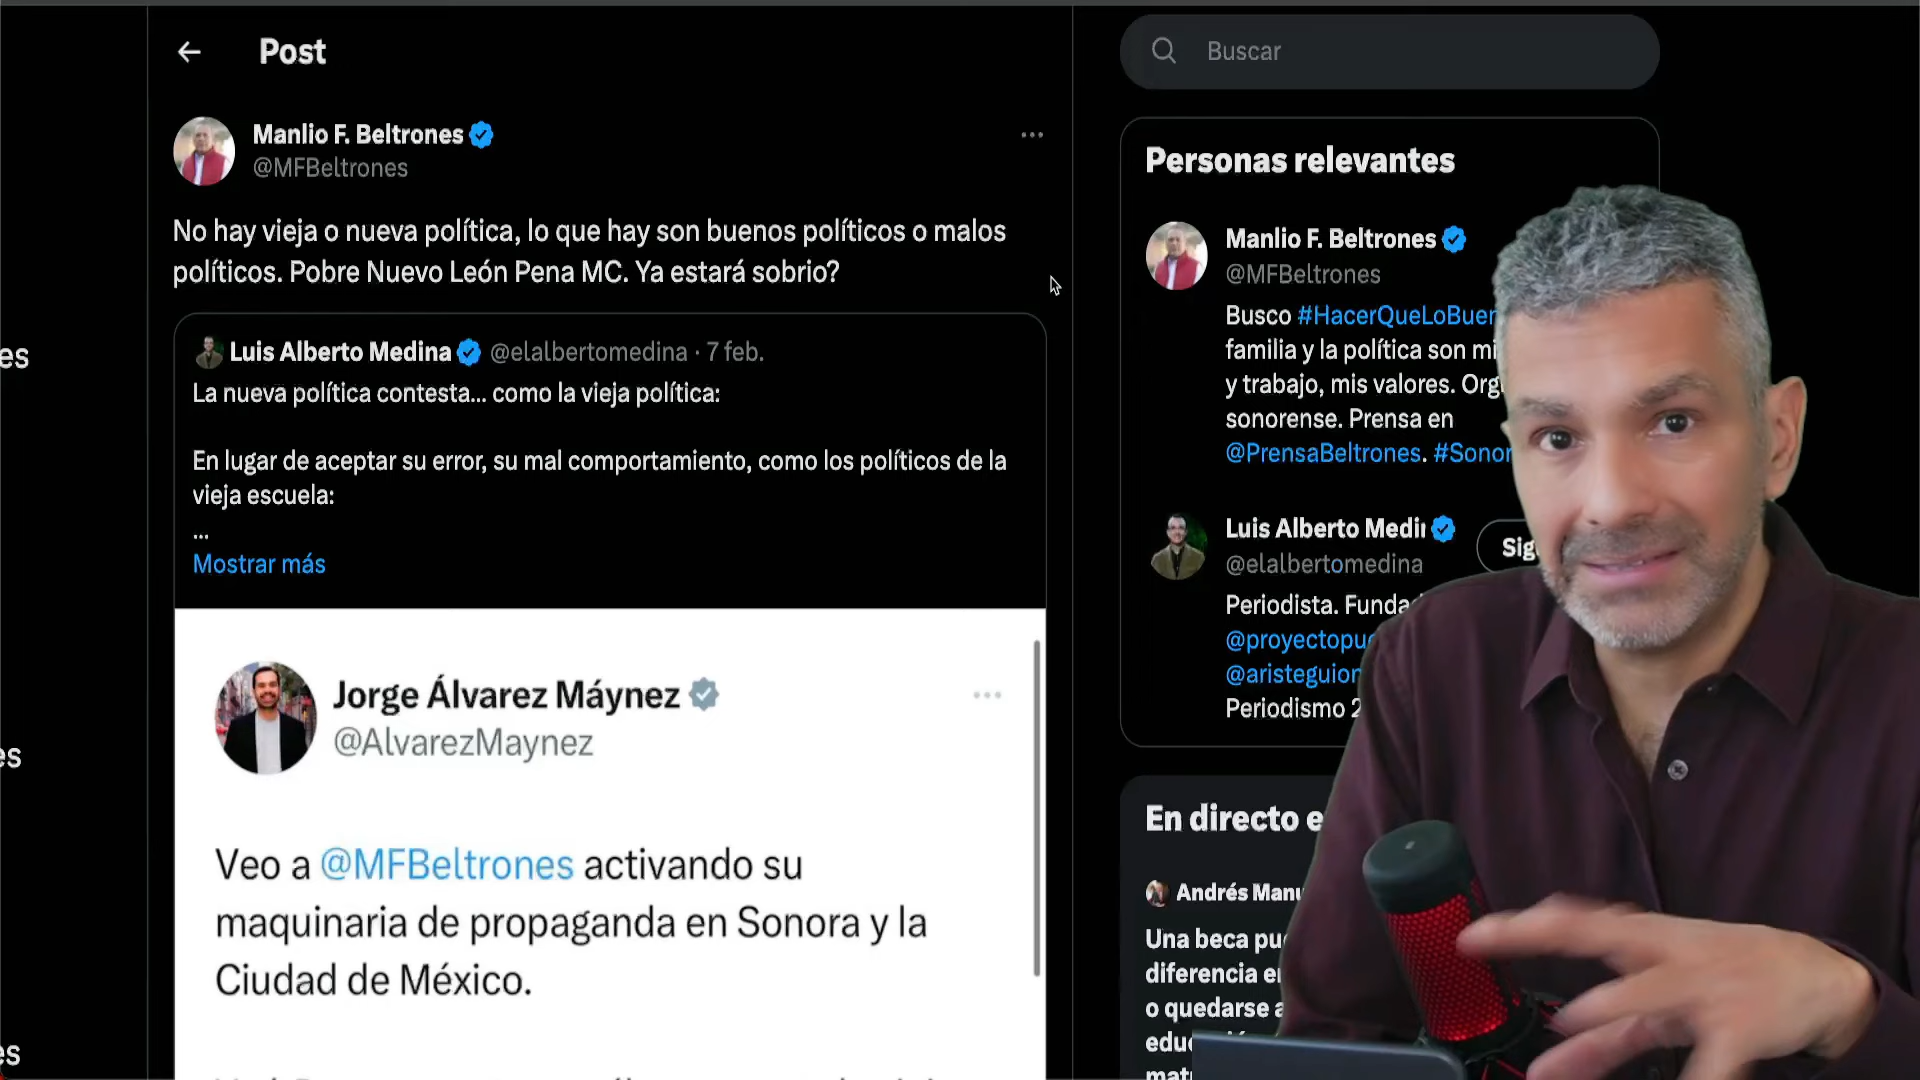 es
es
es
Post
Manlio F. Beltrones
@MFBeltrones
No hay vieja o nueva política, lo que hay son buenos políticos o malos
políticos. Pobre Nuevo León Pena MC. Ya estará sobrio?
Luis Alberto Medina @elalbertomedina · 7 feb.
La nueva política contesta... como la vieja política:
En lugar de aceptar su error, su mal comportamiento, como los políticos de la
vieja escuela:
...
Mostrar más
Jorge Álvarez Máynez
@AlvarezMaynez
Veo a @MFBeltrones activando su
maquinaria de propaganda en Sonora y la
Ciudad de México.
Buscar
Personas relevantes
Manlio F. Beltrones
@MFBeltrones
Busco #HacerQueLoBuen
familia y la política son mi
y trabajo, mis valores. Org
sonorense. Prensa en
@PrensaBeltrones. #Sonor
Luis Alberto Medi
@elalbertomedina
Sig
Periodista. Funda
@proyectopu
@aristeguion
Periodismo 2
En directo e
Andrés Manu
Una beca pu
diferencia e
o quedarse a